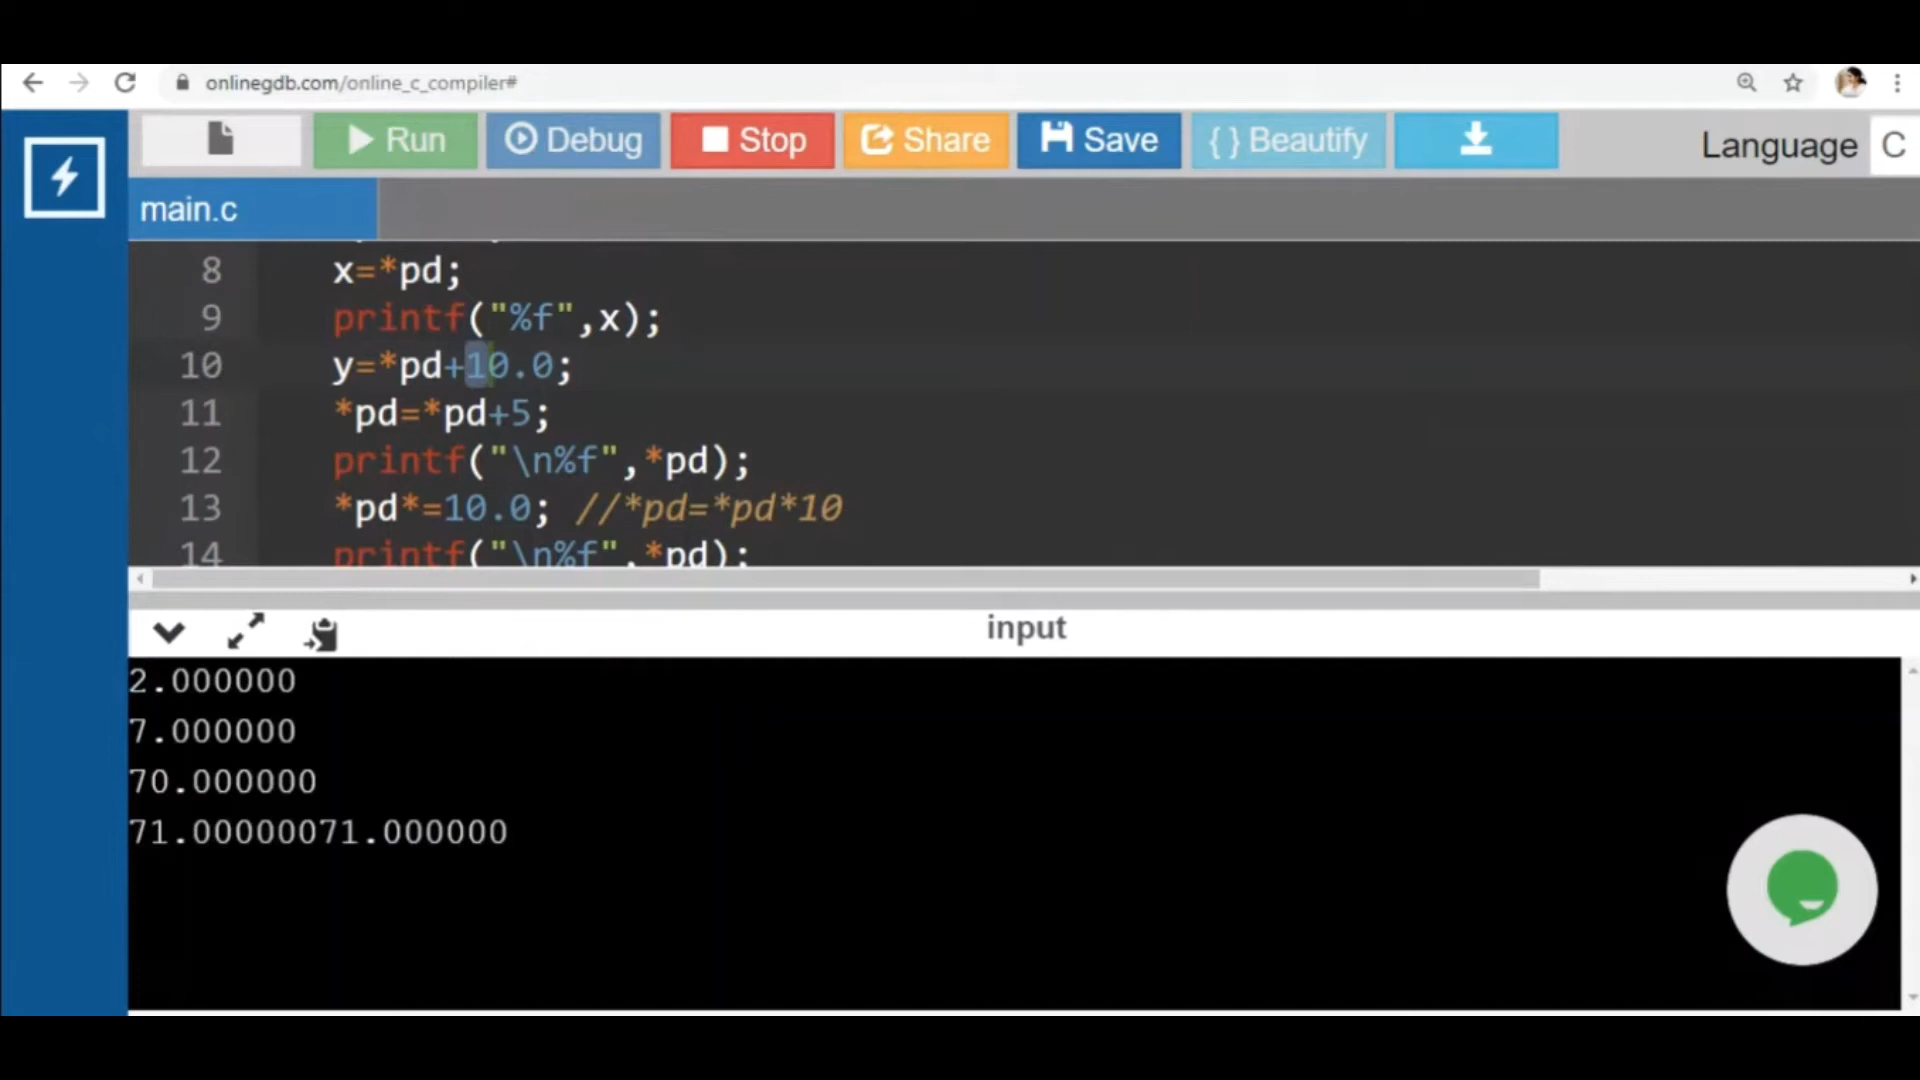 onlinegdb.com/online_c_compiler#
Run Debug Stop Share Save { } Beautify Language C
main.c
8 x=*pd;
9 printf("%f",x);
10 y=*pd+10.0;
11 *pd=*pd+5;
12 printf("\n%f",*pd);
13 *pd*=10.0; //*pd=*pd*10
14 printf("\n%f",*pd);
input
2.000000
7.000000
70.000000
71.00000071.000000